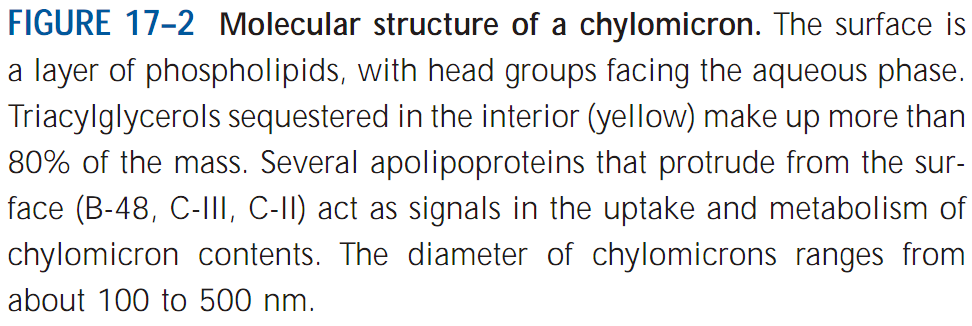 FIGURE 17–2 Molecular structure of a chylomicron. The surface is
a layer of phospholipids, with head groups facing the aqueous phase.
Triacylglycerols sequestered in the interior (yellow) make up more than
80% of the mass. Several apolipoproteins that protrude from the sur-
face (B-48, C-III, C-II) act as signals in the uptake and metabolism of
chylomicron contents. The diameter of chylomicrons ranges from
about 100 to 500 nm.